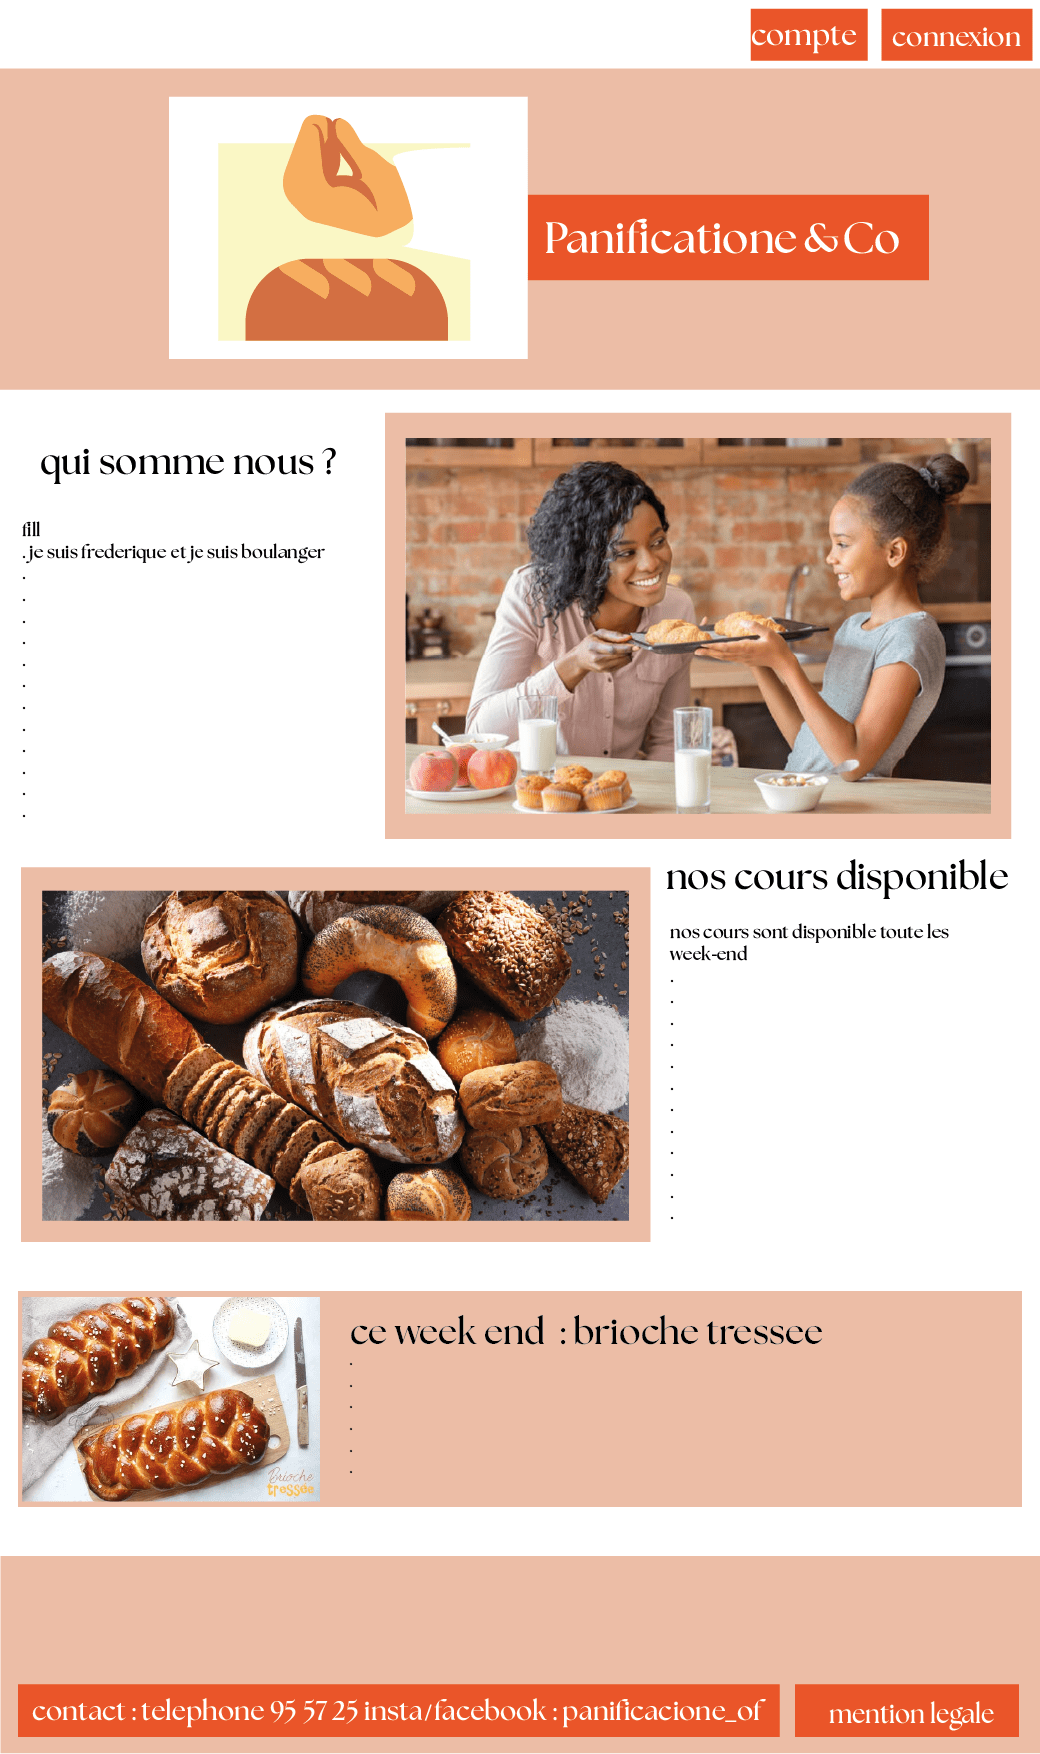 compte
connexion
Panificatione & Co
qui somme nous ?
fill
. je suis frederique et je suis boulanger
.
.
.
.
.
.
.
.
.
.
.
.
nos cours disponible
nos cours sont disponible toute les
week-end
.
.
.
.
.
.
.
.
.
.
.
.
ce week end : brioche tressee
.
.
.
.
.
.
Brioche
tressée
contact : telephone 95 57 25 insta/facebook : panificacione_of
mention legale